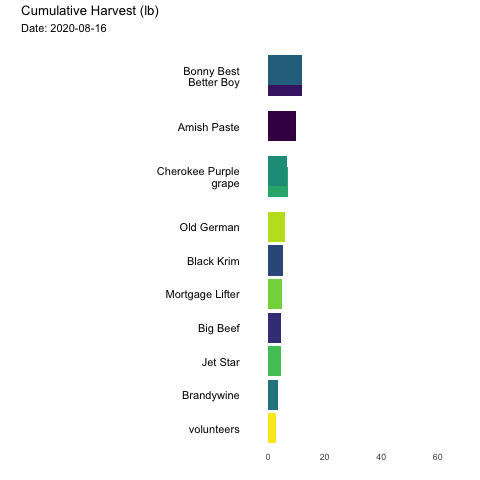 Cumulative Harvest (lb)
Date: 2020-08-16
Bonny Best
Better Boy
Amish Paste
Cherokee Purple
grape
Old German
Black Krim
Mortgage Lifter
Big Beef
Jet Star
Brandywine
volunteers
0 20 40 60